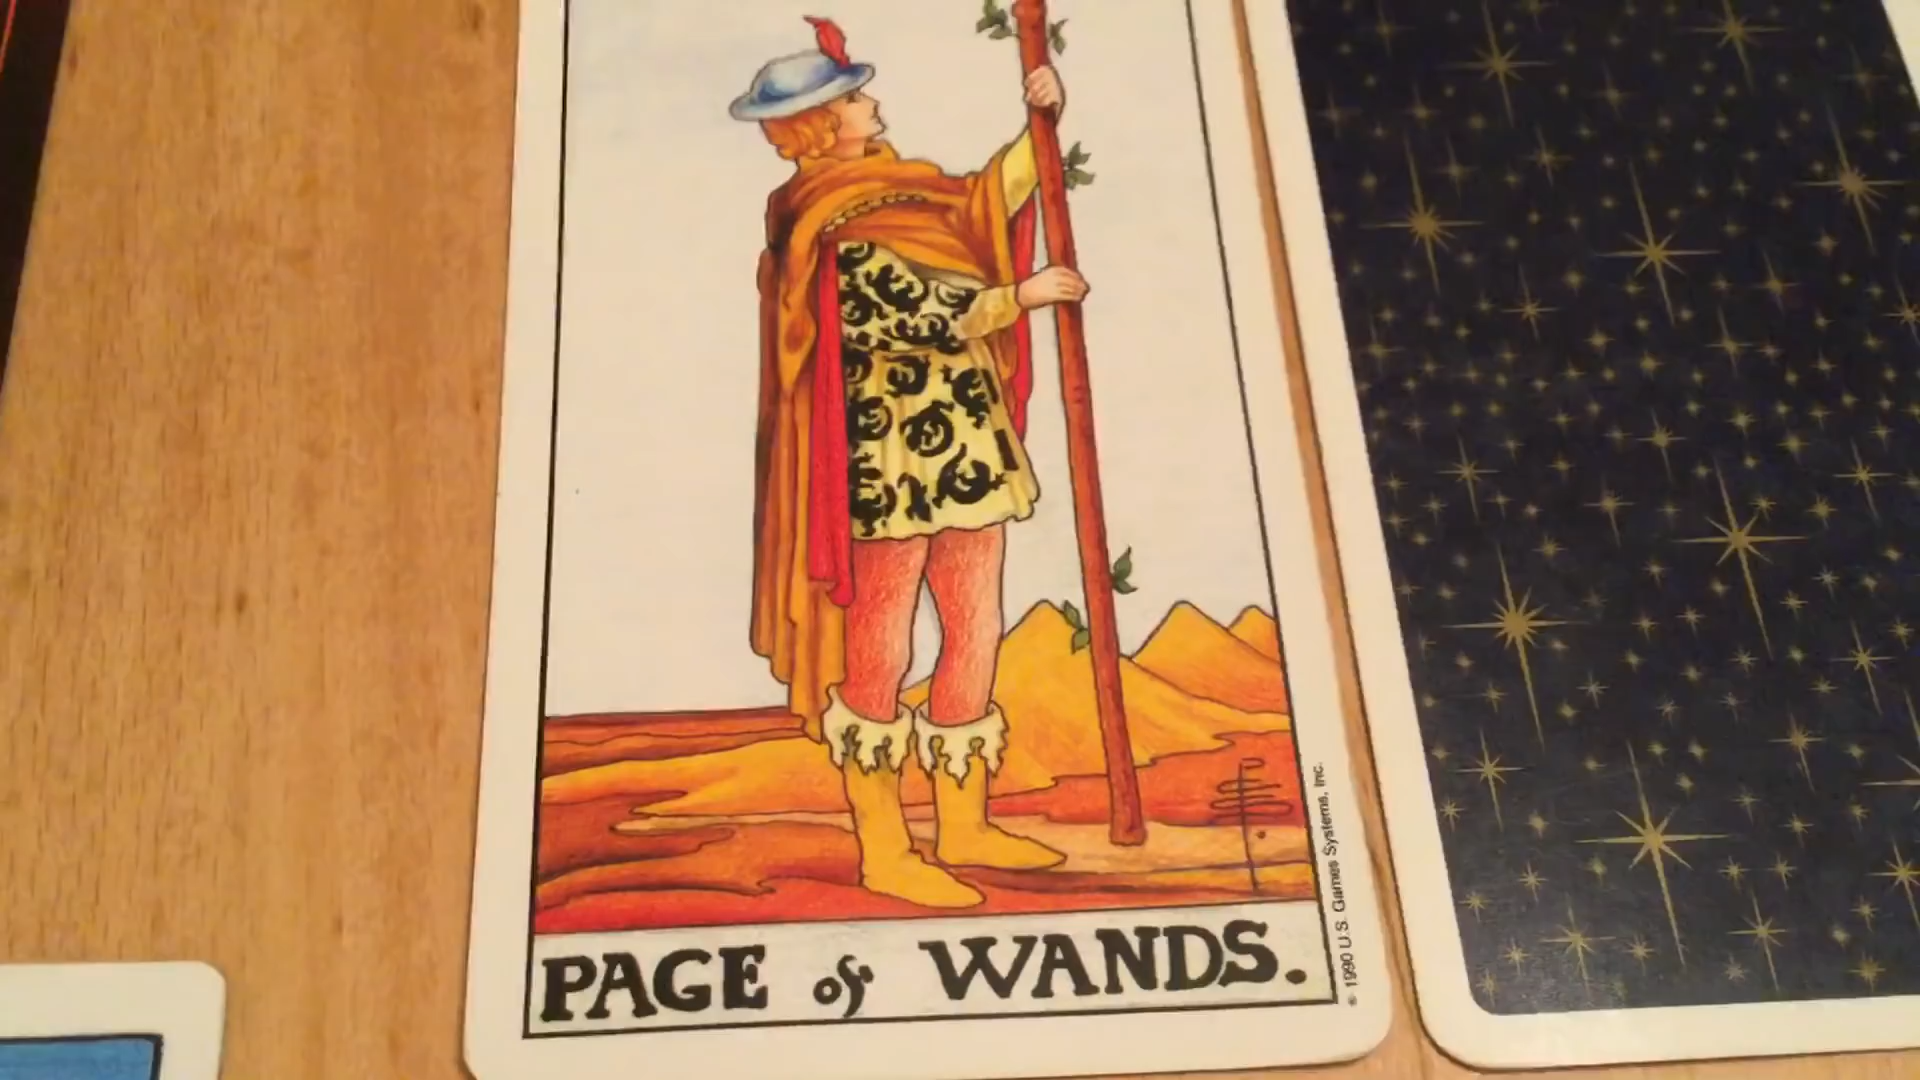 PAGE of WANDS.
© 1990 U.S. Games Systems, Inc.